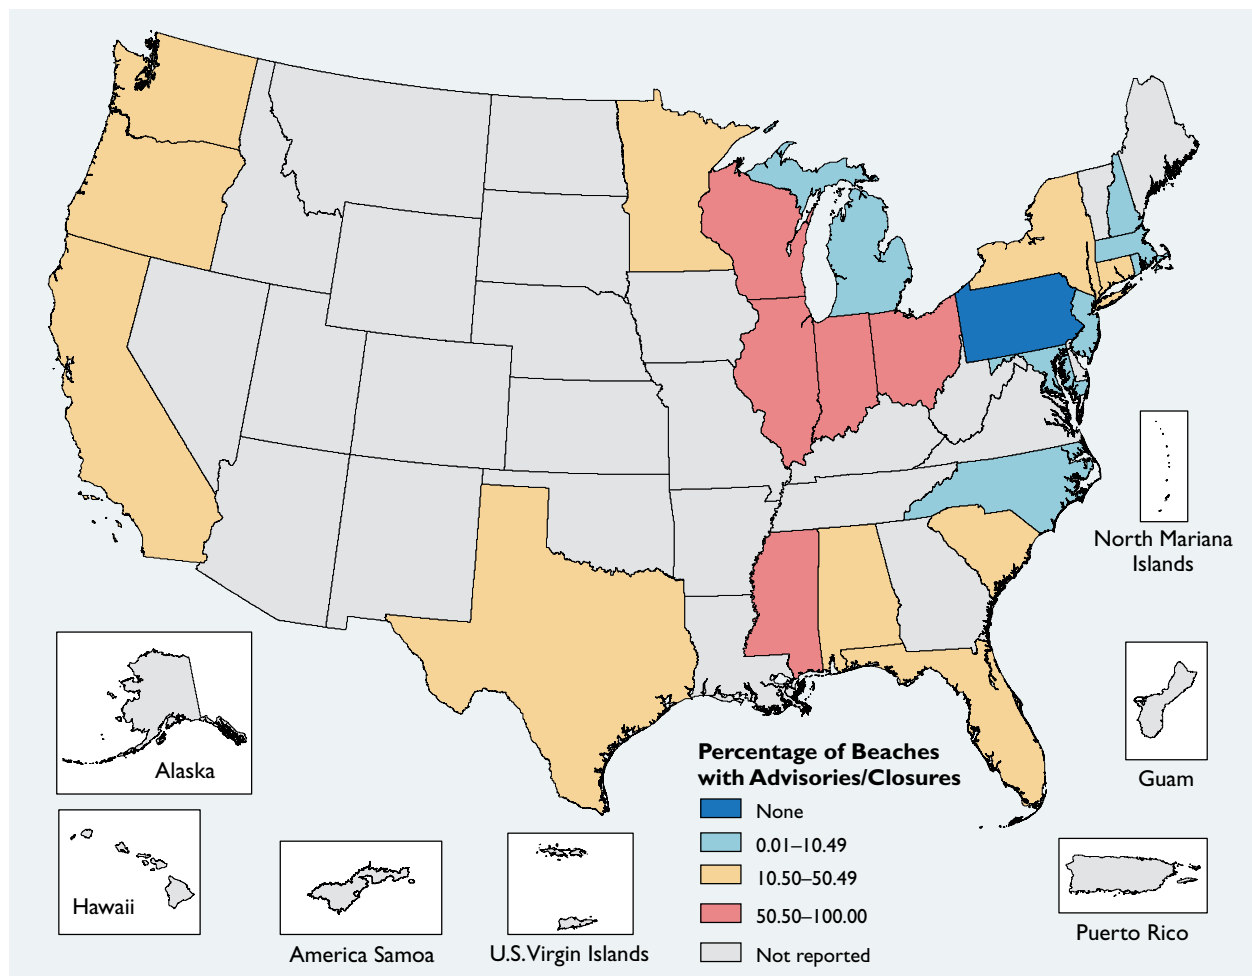 North Mariana
Islands
Alaska
Guam
Hawaii
America Samoa
U.S. Virgin Islands
Puerto Rico
Percentage of Beaches
with Advisories/Closures
None
0.01–10.49
10.50–50.49
50.50–100.00
Not reported